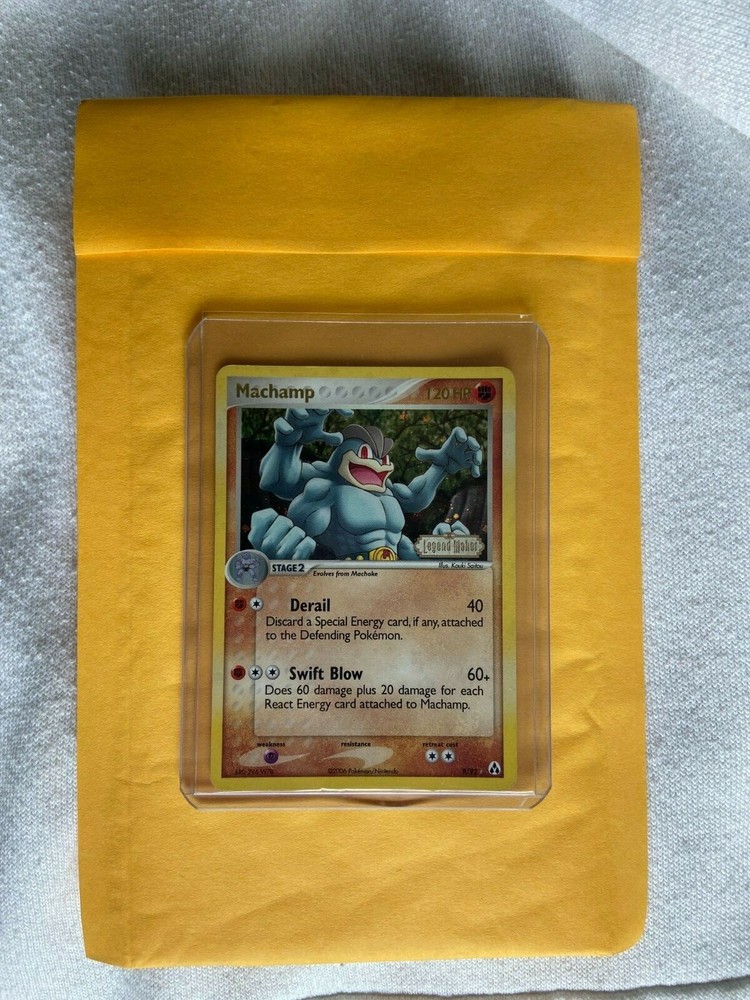 Machamp 120 HP
Legend Maker
STAGE 2 Evolves from Machoke Illus. Kouki Saitou
Derail 40
Discard a Special Energy card, if any, attached
to the Defending Pokémon.
Swift Blow 60+
Does 60 damage plus 20 damage for each
React Energy card attached to Machamp.
weakness resistance retreat cost
©2006 Pokémon/Nintendo 9/92